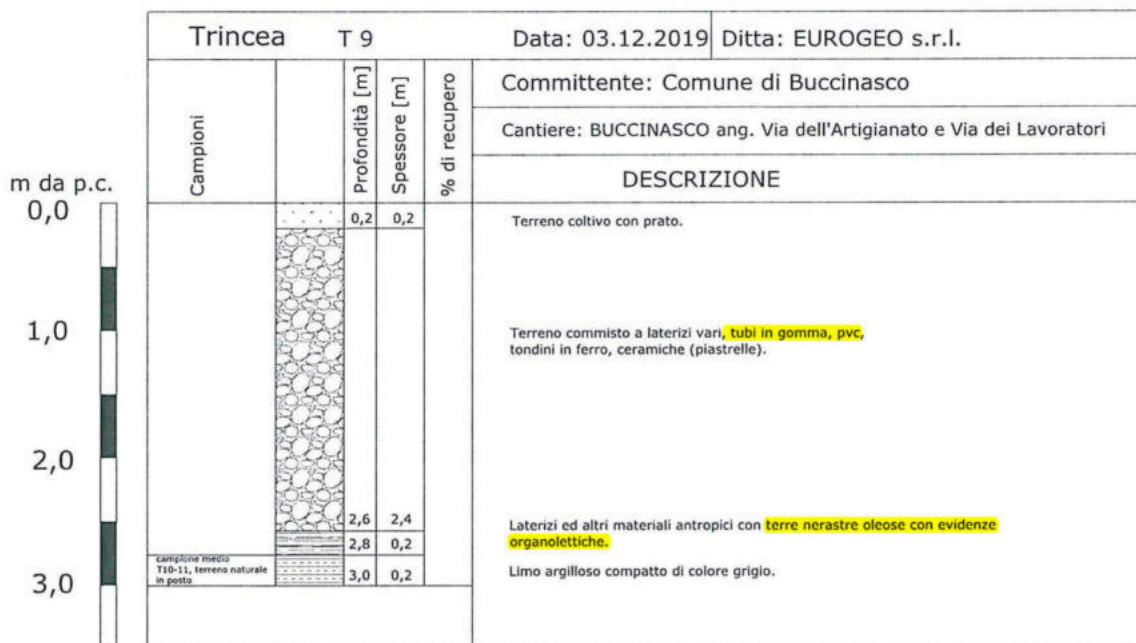 Trincea T 9 Data: 03.12.2019 Ditta: EUROGEO s.r.l.
Campioni
Profondità [m]
Spessore [m]
% di recupero
Committente: Comune di Buccinasco
Cantiere: BUCCINASCO ang. Via dell'Artigianato e Via dei Lavoratori
DESCRIZIONE
m da p.c.
0,0
0,2 0,2 Terreno coltivo con prato.
1,0
Terreno commisto a laterizi vari, tubi in gomma, pvc,
tondini in ferro, ceramiche (piastrelle).
2,0
2,6 2,4
Laterizi ed altri materiali antropici con terre nerastre oleose con evidenze
organolettiche.
2,8 0,2
campione medio
T10-11, terreno naturale
in posto
3,0 0,2 Limo argilloso compatto di colore grigio.
3,0